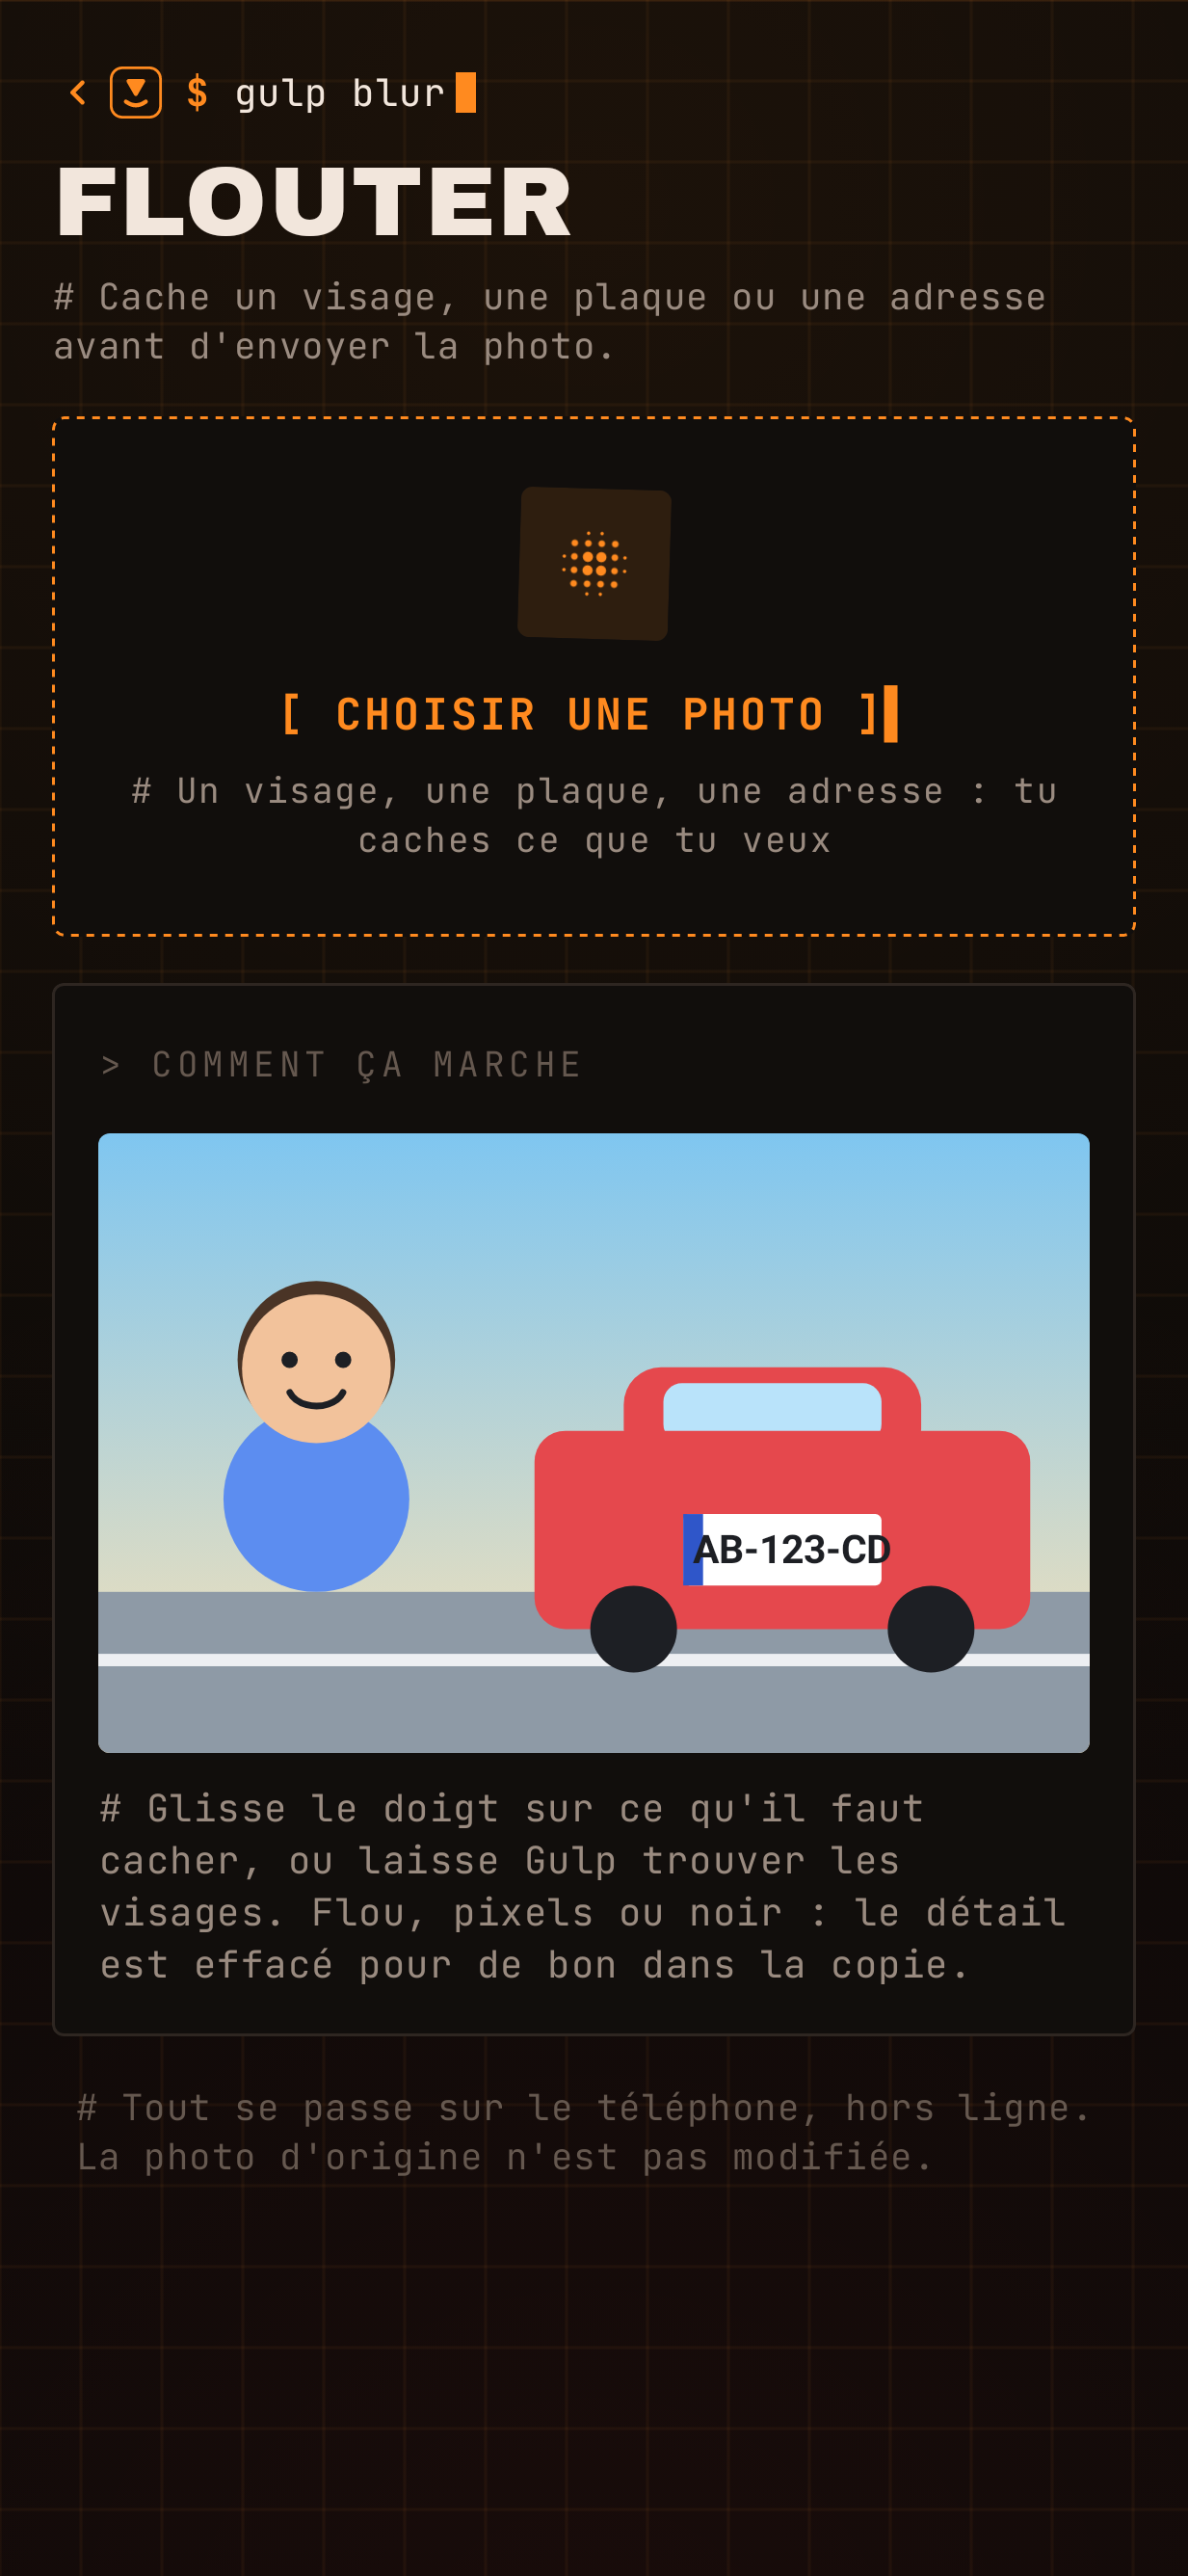 $ gulp blur
FLOUTER
# Cache un visage, une plaque ou une adresse
avant d'envoyer la photo.
[ CHOISIR UNE PHOTO ]
# Un visage, une plaque, une adresse : tu
caches ce que tu veux
> COMMENT ÇA MARCHE
AB-123-CD
# Glisse le doigt sur ce qu'il faut
cacher, ou laisse Gulp trouver les
visages. Flou, pixels ou noir : le détail
est effacé pour de bon dans la copie.
# Tout se passe sur le téléphone, hors ligne.
La photo d'origine n'est pas modifiée.